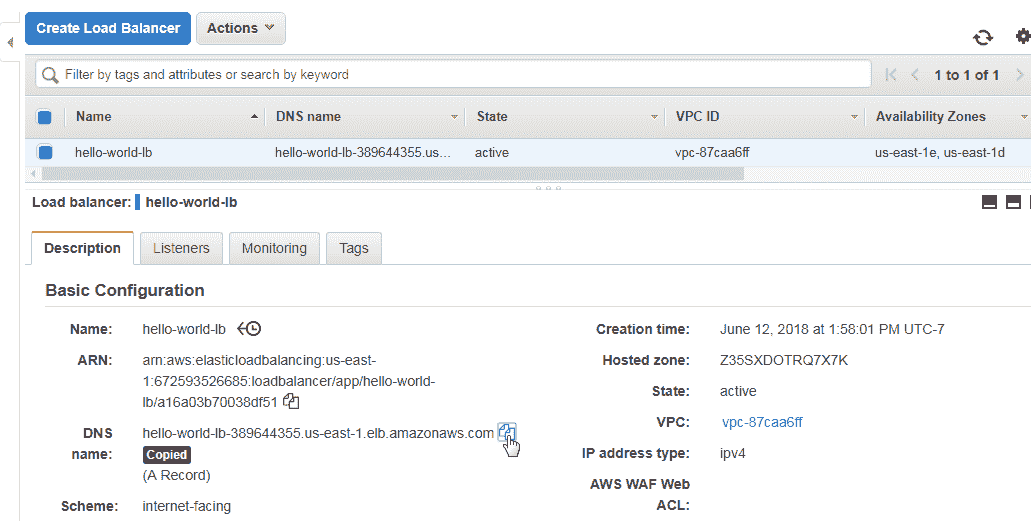 Create Load Balancer Actions
Filter by tags and attributes or search by keyword 1 to 1 of 1
Name DNS name State VPC ID Availability Zones
hello-world-lb hello-world-lb-389644355.us... active vpc-87caa6ff us-east-1e, us-east-1d
Load balancer: hello-world-lb
Description Listeners Monitoring Tags
Basic Configuration
Name: hello-world-lb Creation time: June 12, 2018 at 1:58:01 PM UTC-7
ARN: arn:aws:elasticloadbalancing:us-east- Hosted zone: Z35SXDOTRQ7X7K
1:672593526685:loadbalancer/app/hello-world-
lb/a16a03b70038df51 State: active
DNS hello-world-lb-389644355.us-east-1.elb.amazonaws.com VPC: vpc-87caa6ff
name: Copied IP address type: ipv4
(A Record) AWS WAF Web
Scheme: internet-facing ACL: